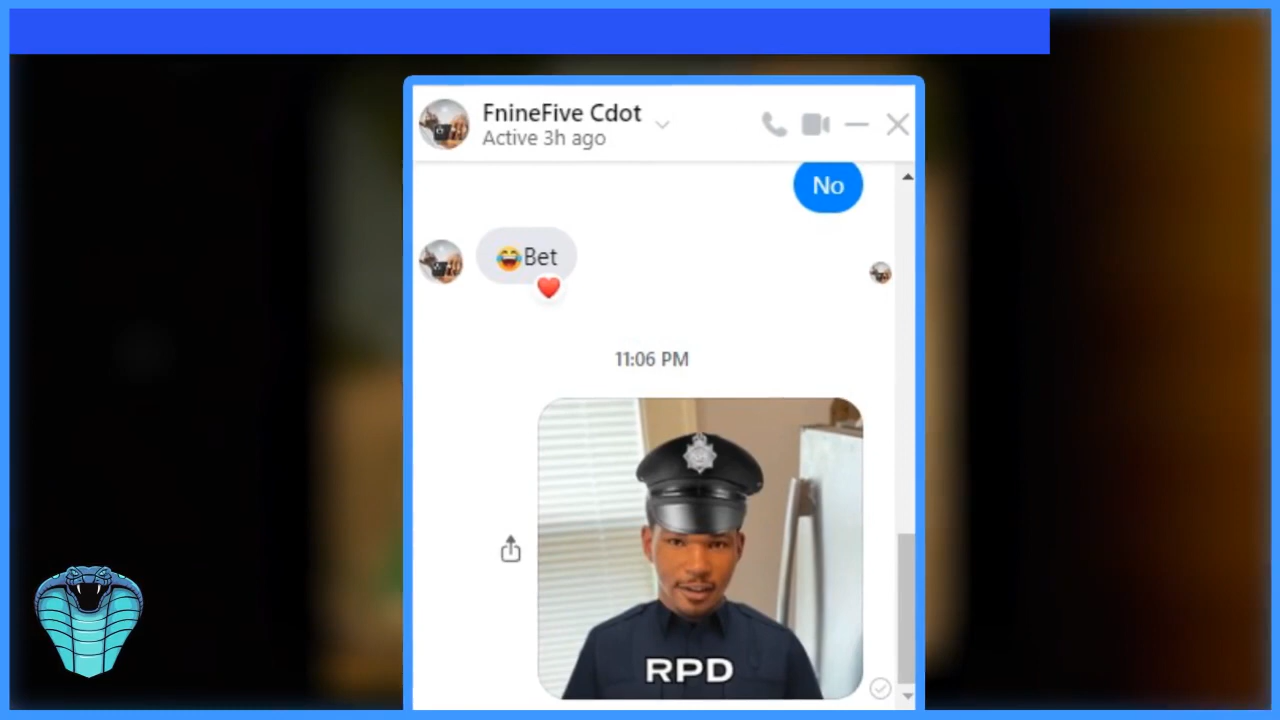 FnineFive Cdot
Active 3h ago
No
😂Bet
11:06 PM
RPD